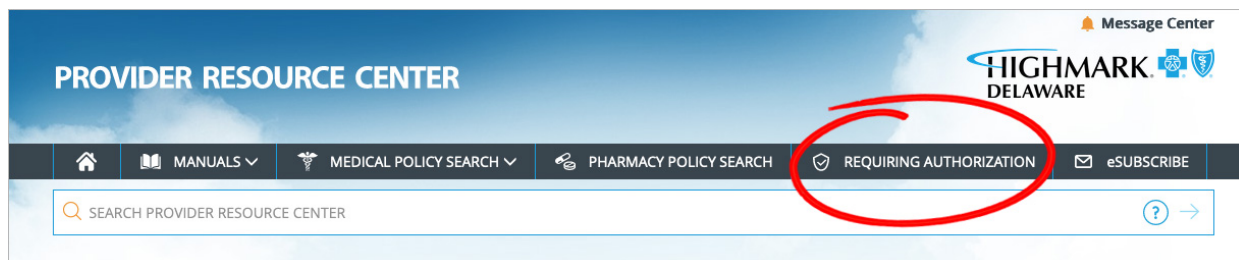 Message Center
PROVIDER RESOURCE CENTER
HIGHMARK.
DELAWARE
MANUALS
MEDICAL POLICY SEARCH
PHARMACY POLICY SEARCH
REQUIRING AUTHORIZATION
eSUBSCRIBE
SEARCH PROVIDER RESOURCE CENTER
?